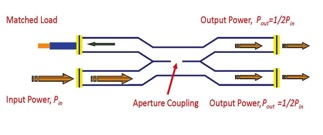 Matched Load
Output Power, Pout=1/2Pin
Input Power, Pin
Aperture Coupling
Output Power, Pout =1/2Pin